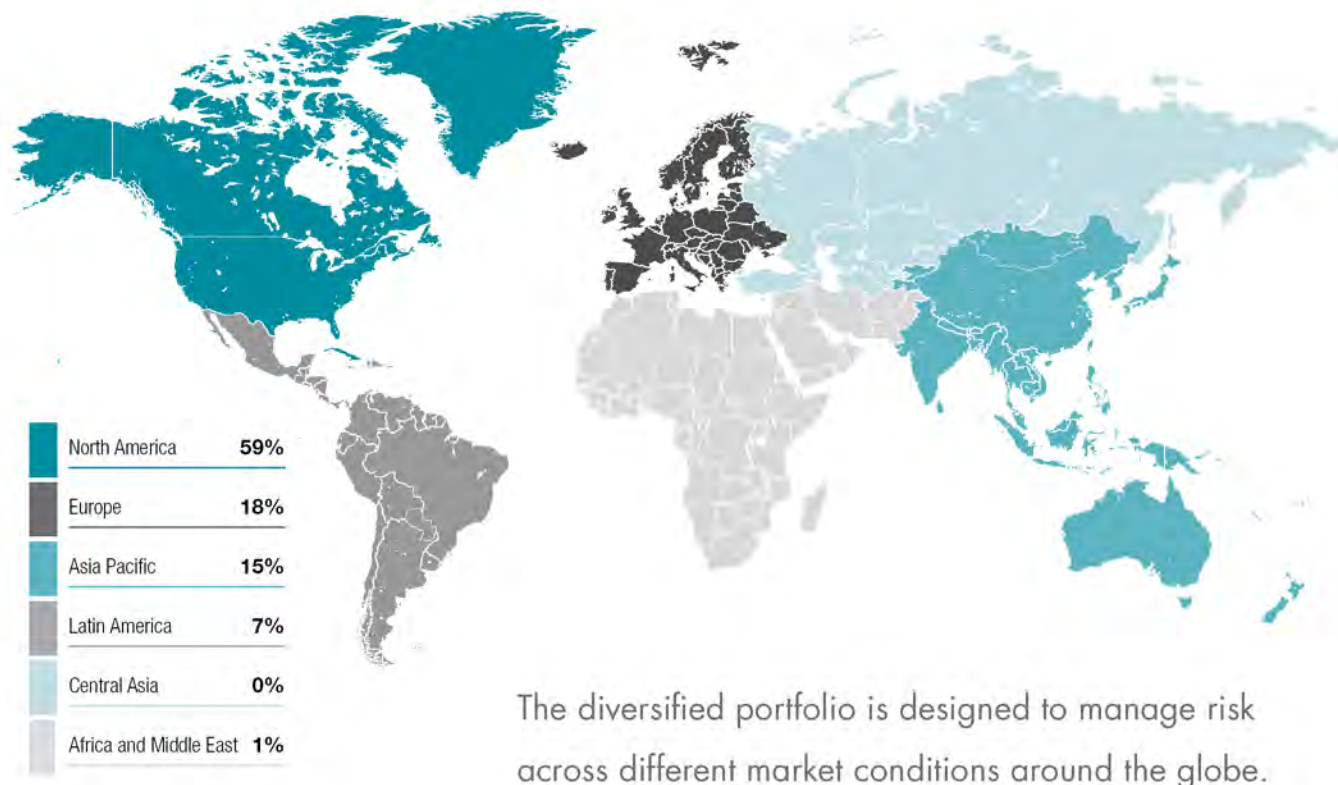 North America 59%
Europe 18%
Asia Pacific 15%
Latin America 7%
Central Asia 0%
Africa and Middle East 1%
The diversified portfolio is designed to manage risk
across different market conditions around the globe.